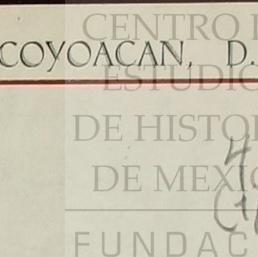 CENTRO
COYOACAN, D.
ESTUDIO
DE HISTO
DE MEXIC
FUNDAC